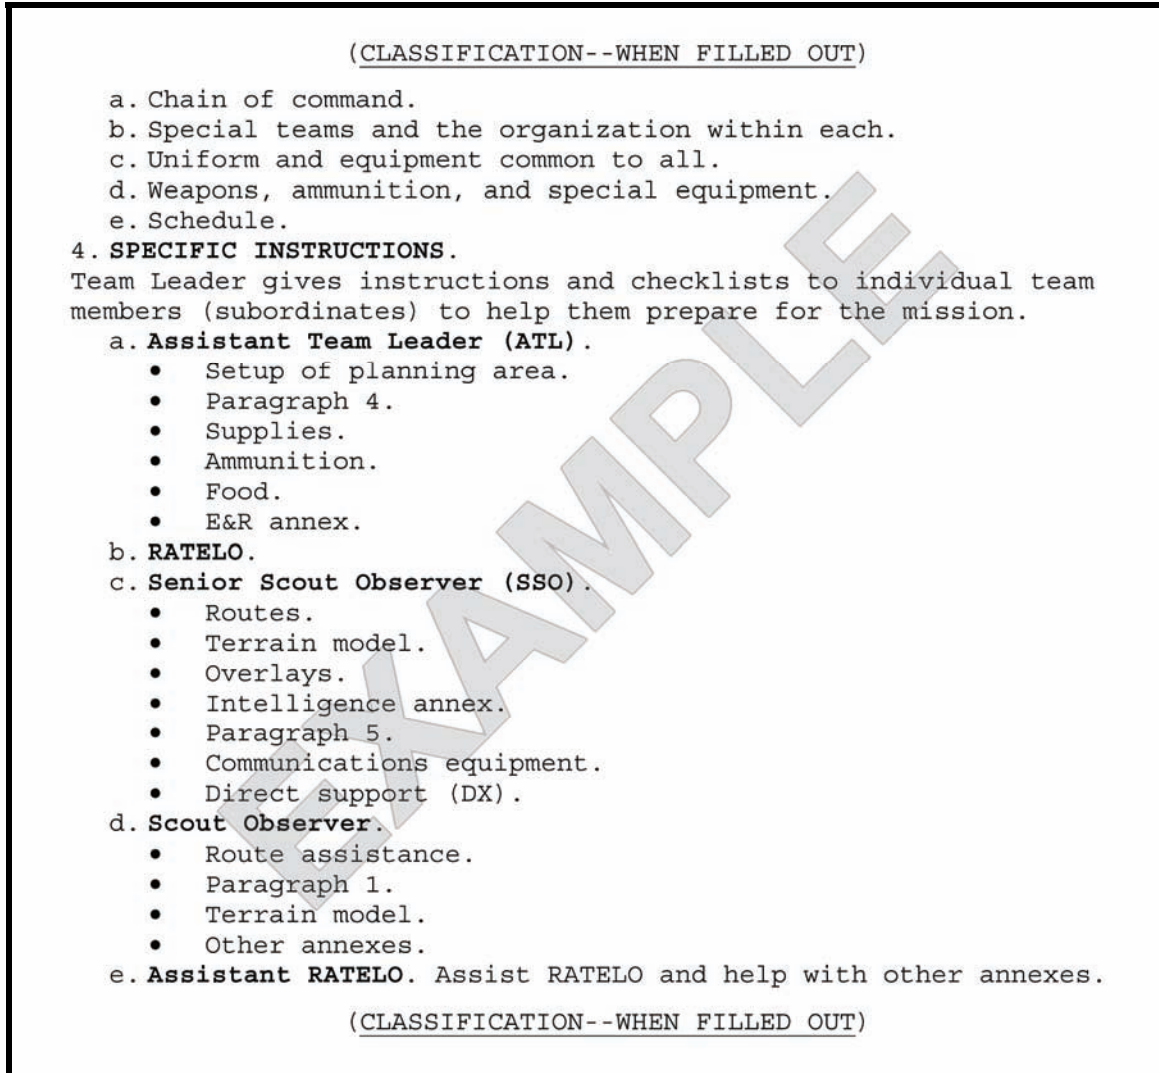 (CLASSIFICATION--WHEN FILLED OUT)
a. Chain of command.
b. Special teams and the organization within each.
c. Uniform and equipment common to all.
d. Weapons, ammunition, and special equipment.
e. Schedule.
4. SPECIFIC INSTRUCTIONS.
Team Leader gives instructions and checklists to individual team
members (subordinates) to help them prepare for the mission.
a. Assistant Team Leader (ATL).
• Setup of planning area.
• Paragraph 4.
• Supplies.
• Ammunition.
• Food.
• E&R annex.
b. RATELO.
c. Senior Scout Observer (SSO).
• Routes.
• Terrain model.
• Overlays.
• Intelligence annex.
• Paragraph 5.
• Communications equipment.
• Direct support (DX).
d. Scout Observer.
• Route assistance.
• Paragraph 1.
• Terrain model.
• Other annexes.
e. Assistant RATELO. Assist RATELO and help with other annexes.
(CLASSIFICATION--WHEN FILLED OUT)
EXAMPLE